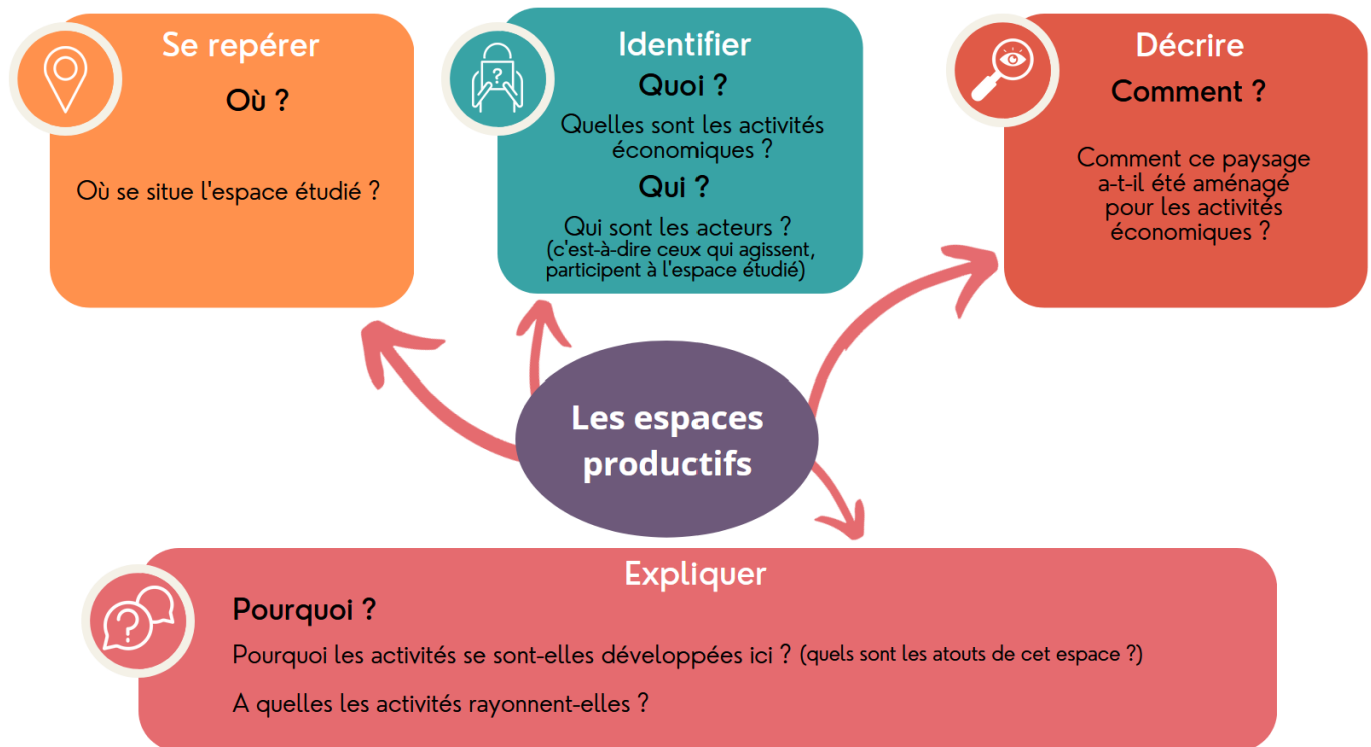 Se repérer
Où ?
Où se situe l'espace étudié ?
Identifier
Quoi ?
Quelles sont les activités
économiques ?
Qui ?
Qui sont les acteurs ?
(c'est-à-dire ceux qui agissent,
participent à l'espace étudié)
Décrire
Comment ?
Comment ce paysage
a-t-il été aménagé
pour les activités
économiques ?
Les espaces
productifs
Expliquer
Pourquoi ?
Pourquoi les activités se sont-elles développées ici ? (quels sont les atouts de cet espace ?)
A quelles les activités rayonnent-elles ?